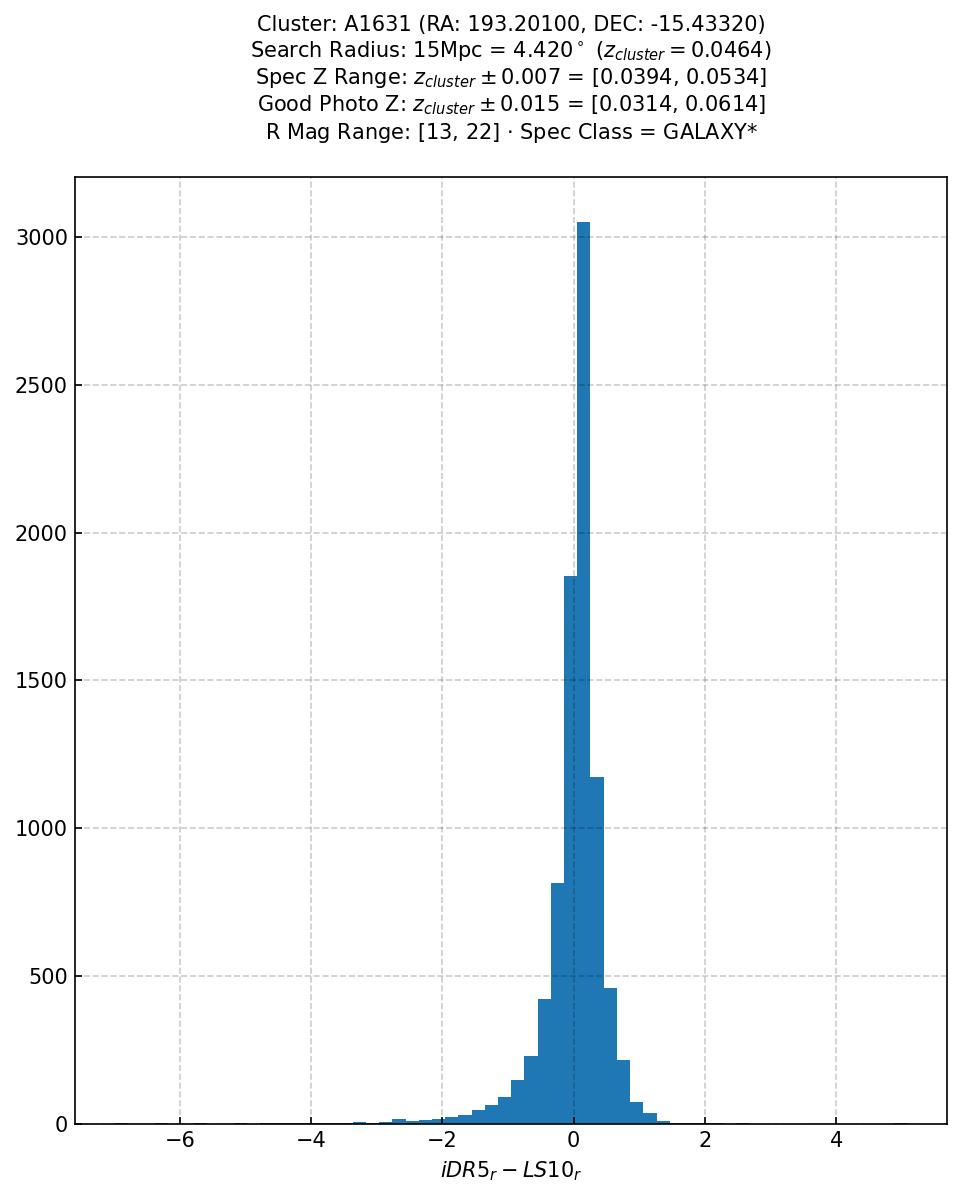 Cluster: A1631 (RA: 193.20100, DEC: -15.43320)
Search Radius: 15Mpc = 4.420° (z_cluster = 0.0464)
Spec Z Range: z_cluster ± 0.007 = [0.0394, 0.0534]
Good Photo Z: z_cluster ± 0.015 = [0.0314, 0.0614]
R Mag Range: [13, 22] · Spec Class = GALAXY*
3000
2500
2000
1500
1000
500
0
−6 −4 −2 0 2 4
iDR5_r − LS10_r